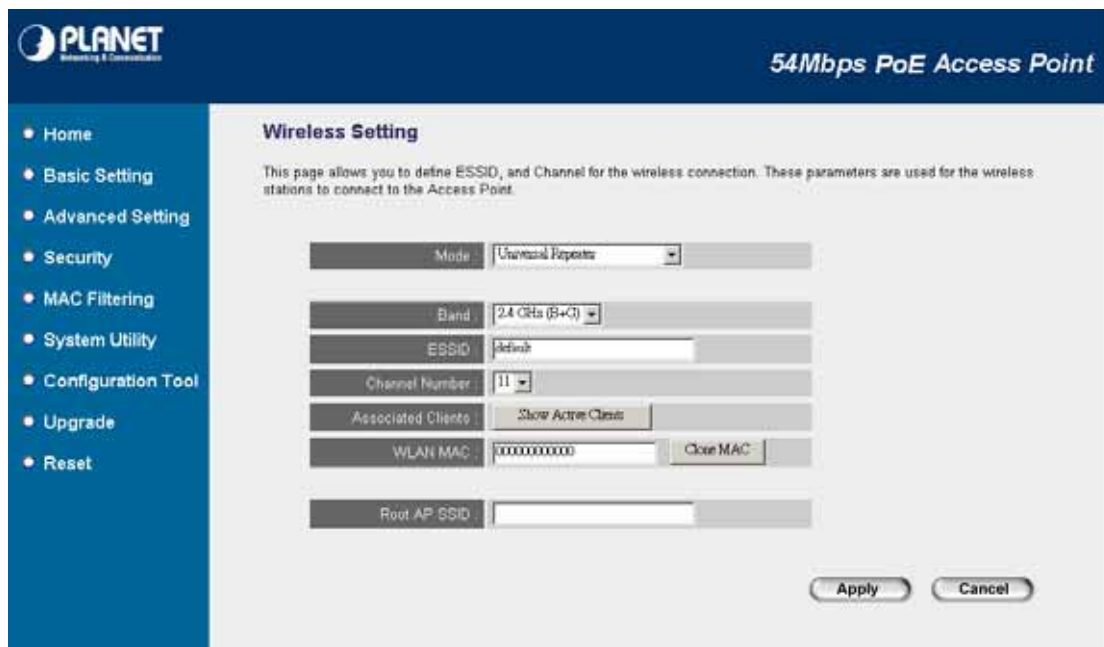 PLANET
Networking & Communication
54Mbps PoE Access Point
Home
Basic Setting
Advanced Setting
Security
MAC Filtering
System Utility
Configuration Tool
Upgrade
Reset
Wireless Setting
This page allows you to define ESSID, and Channel for the wireless connection. These parameters are used for the wireless
stations to connect to the Access Point.
Mode : Universal Repeater
Band : 2.4 GHz (B+G)
ESSID : default
Channel Number : 11
Associated Clients : Show Active Clients
WLAN MAC : 000000000000 Clone MAC
Root AP SSID :
Apply Cancel